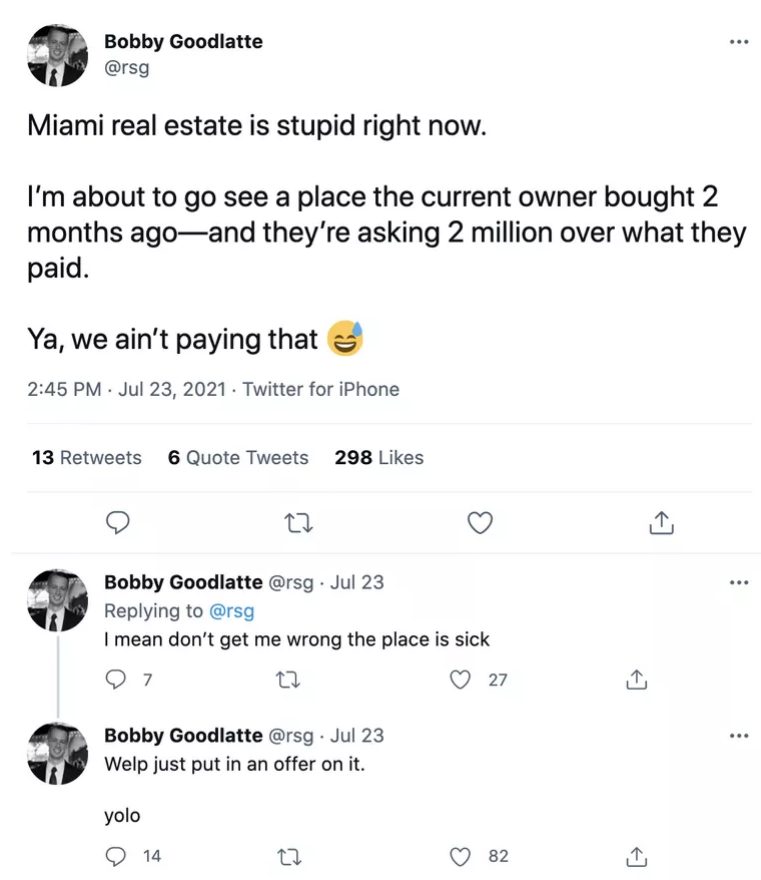 Bobby Goodlatte
@rsg
Miami real estate is stupid right now.
I'm about to go see a place the current owner bought 2
months ago—and they're asking 2 million over what they
paid.
Ya, we ain't paying that 😅
2:45 PM · Jul 23, 2021 · Twitter for iPhone
13 Retweets 6 Quote Tweets 298 Likes
Bobby Goodlatte @rsg · Jul 23
Replying to @rsg
I mean don't get me wrong the place is sick
7 27
Bobby Goodlatte @rsg · Jul 23
Welp just put in an offer on it.
yolo
14 82